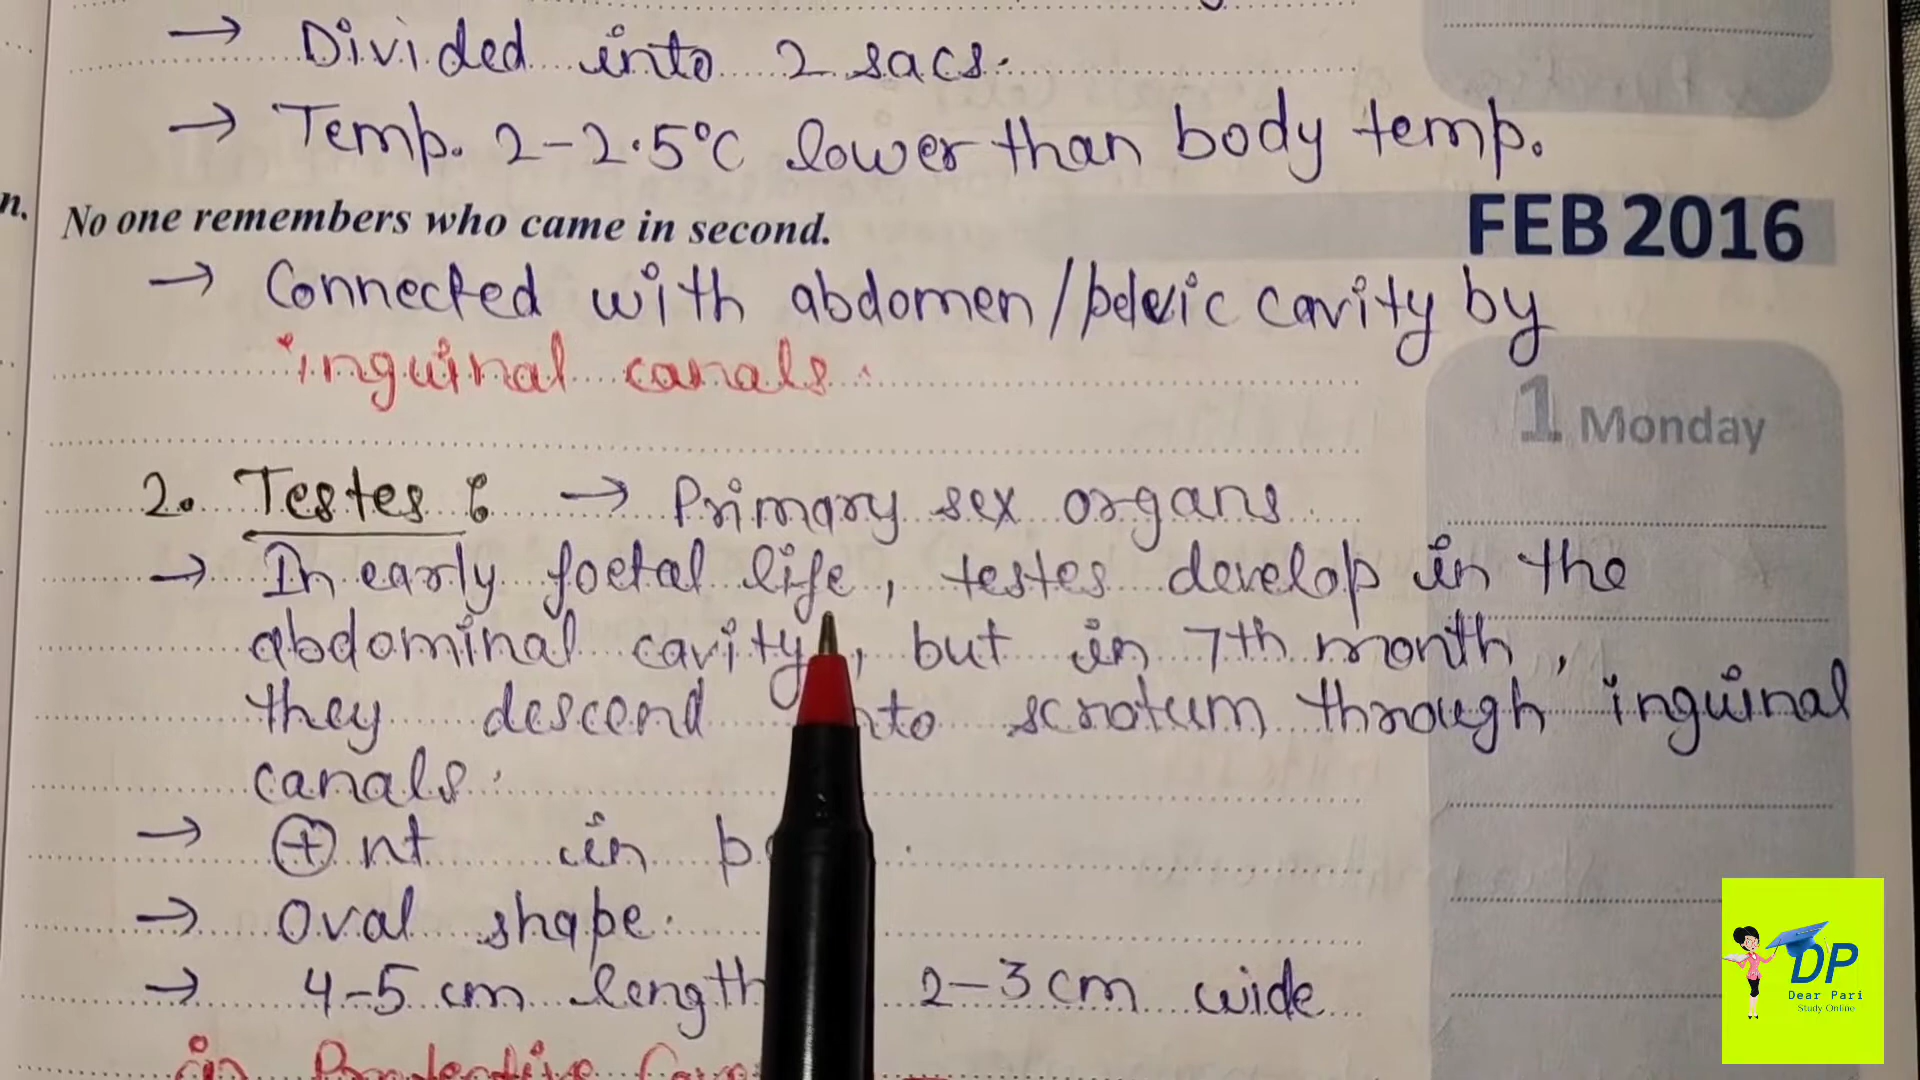 → Divided into 2 sacs.
→ Temp. 2-2.5°C lower than body temp.
n.
No one remembers who came in second.
FEB 2016
→ Connected with abdomen/pelvic cavity by
inguinal canals.
1 Monday
2. Testes : → Primary sex organs.
→ In early foetal life, testes develop in the
abdominal cavity, but in 7th month,
they descend into scrotum through inguinal
canals.
→ ⊕nt in
→ Oval shape.
→ 4-5 cm length 2-3 cm wide
DP
Dear Pari
Study Online